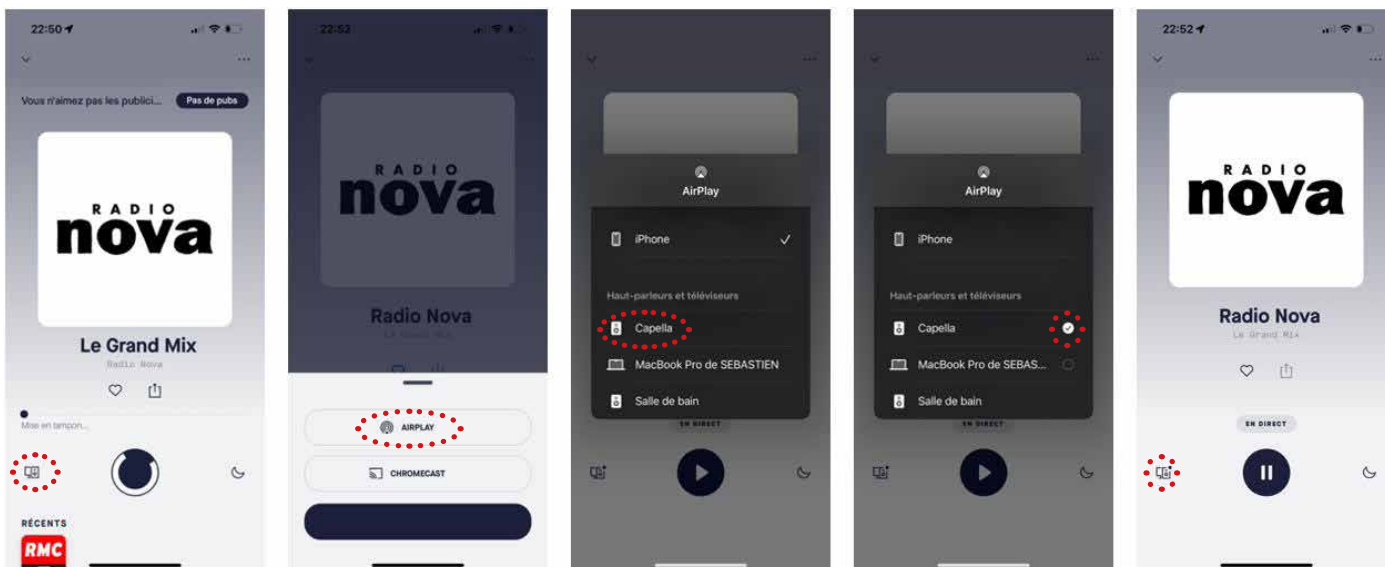 22:50
...
Vous n'aimez pas les publici...
Pas de pubs
RADIO
nova
Le Grand Mix
Radio Nova
Mise en tampon...
RÉCENTS
RMC
22:52
RADIO
nova
Radio Nova
Le Grand Mix
AIRPLAY
CHROMECAST
...
AirPlay
iPhone
Haut-parleurs et téléviseurs
Capella
MacBook Pro de SEBASTIEN
Salle de bain
EN DIRECT
...
AirPlay
iPhone
Haut-parleurs et téléviseurs
Capella
MacBook Pro de SEBAS...
Salle de bain
EN DIRECT
22:52
...
RADIO
nova
Radio Nova
Le Grand Mix
EN DIRECT